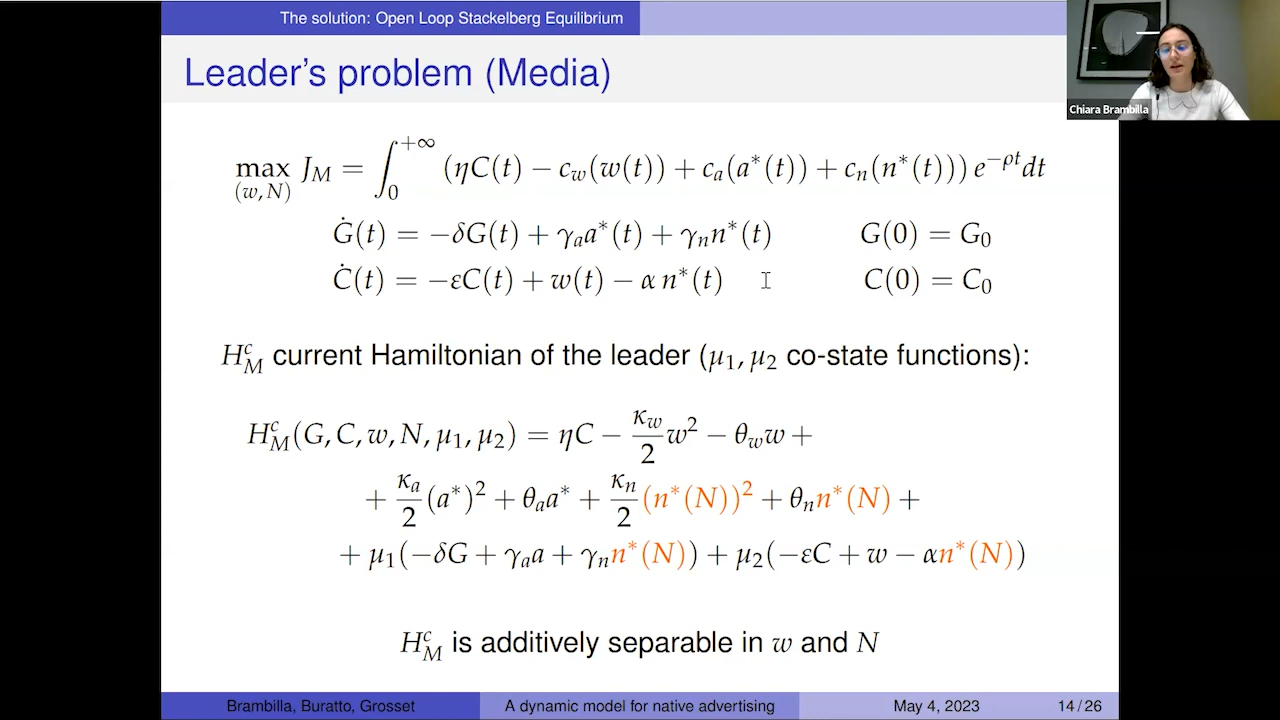 The solution: Open Loop Stackelberg Equilibrium
Leader's problem (Media)
Chiara Brambilla
max_{(w,N)} J_M = ∫_0^{+∞} (ηC(t) − c_w(w(t)) + c_a(a*(t)) + c_n(n*(t))) e^{−ρt} dt
Ġ(t) = −δG(t) + γ_a a*(t) + γ_n n*(t) G(0) = G_0
Ċ(t) = −εC(t) + w(t) − α n*(t) C(0) = C_0
H_M^c current Hamiltonian of the leader (μ_1, μ_2 co-state functions):
H_M^c(G, C, w, N, μ_1, μ_2) = ηC − κ_w/2 w^2 − θ_w w +
+ κ_a/2 (a*)^2 + θ_a a* + κ_n/2 (n*(N))^2 + θ_n n*(N) +
+ μ_1(−δG + γ_a a + γ_n n*(N)) + μ_2(−εC + w − αn*(N))
H_M^c is additively separable in w and N
Brambilla, Buratto, Grosset A dynamic model for native advertising May 4, 2023 14 / 26